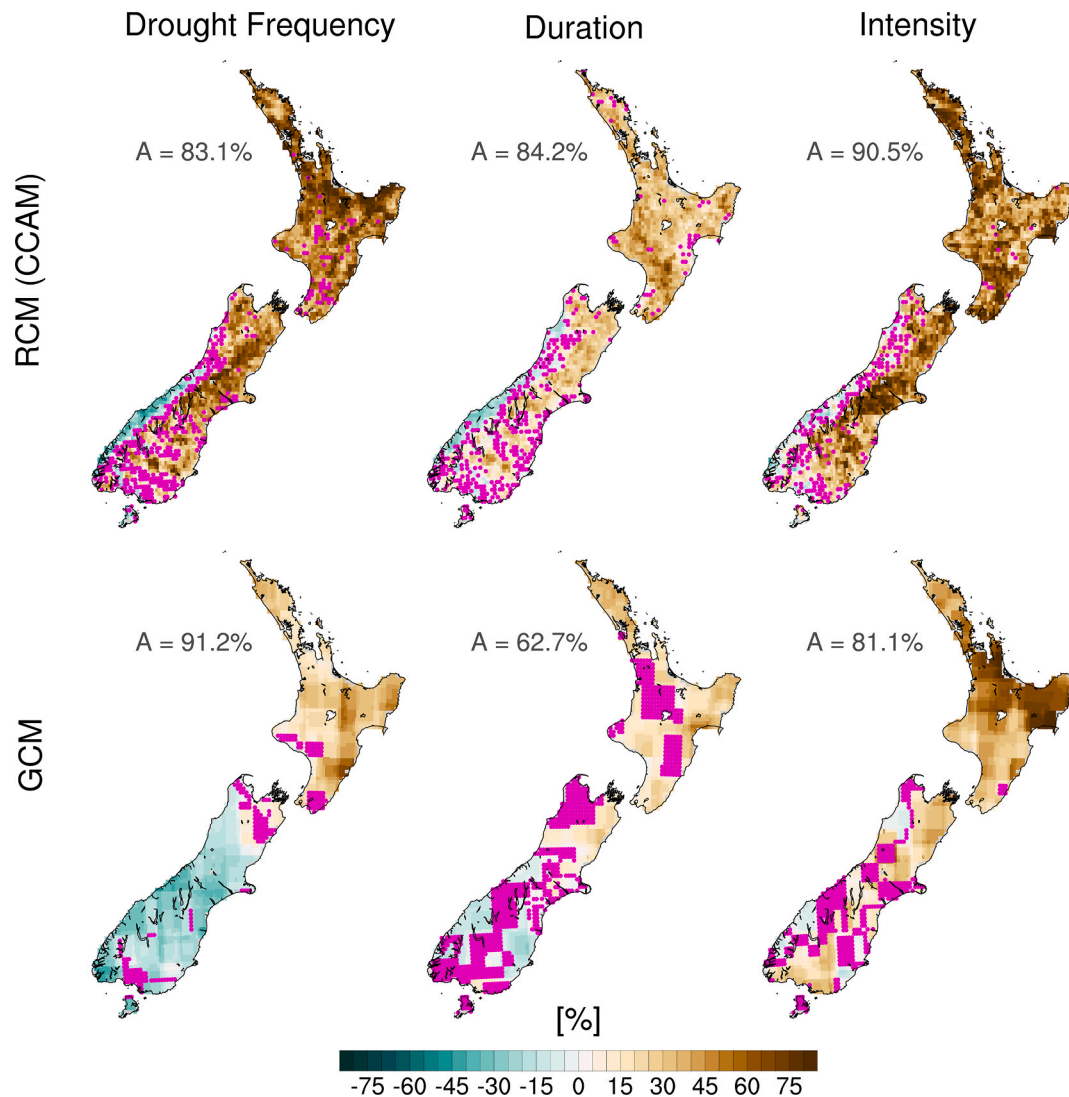 Drought Frequency Duration Intensity
RCM (CCAM)
A = 83.1% A = 84.2% A = 90.5%
GCM
A = 91.2% A = 62.7% A = 81.1%
[%]
-75 -60 -45 -30 -15 0 15 30 45 60 75